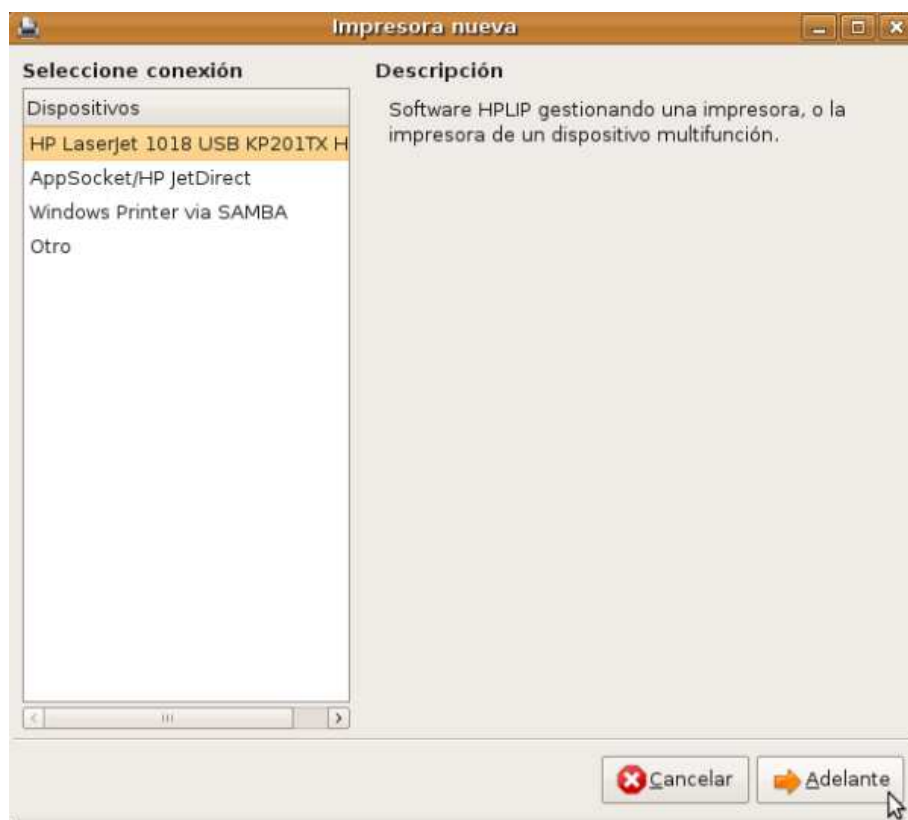 Impresora nueva
Seleccione conexión
Dispositivos
HP LaserJet 1018 USB KP201TX H
AppSocket/HP JetDirect
Windows Printer via SAMBA
Otro
Descripción
Software HPLIP gestionando una impresora, o la
impresora de un dispositivo multifunción.
Cancelar
Adelante